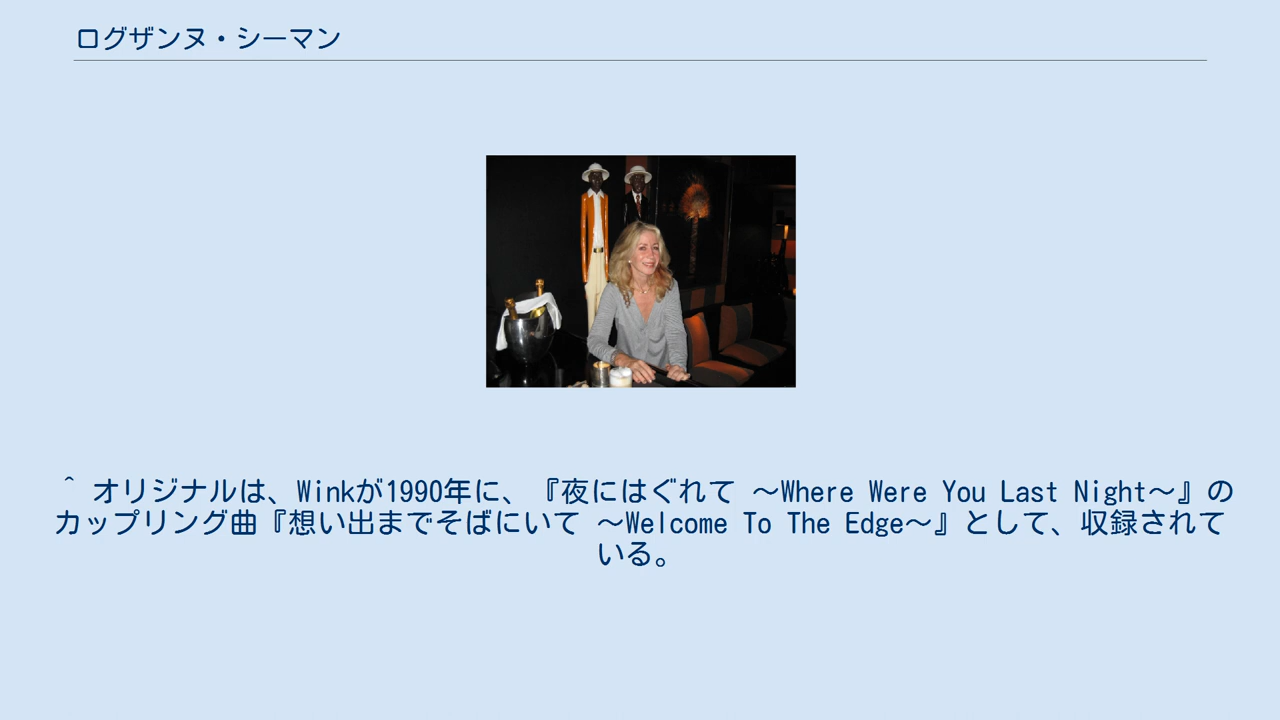 ログザンヌ・シーマン
^ オリジナルは、Winkが1990年に、『夜にはぐれて 〜Where Were You Last Night〜』の
カップリング曲『想い出までそばにいて 〜Welcome To The Edge〜』として、収録されて
いる。